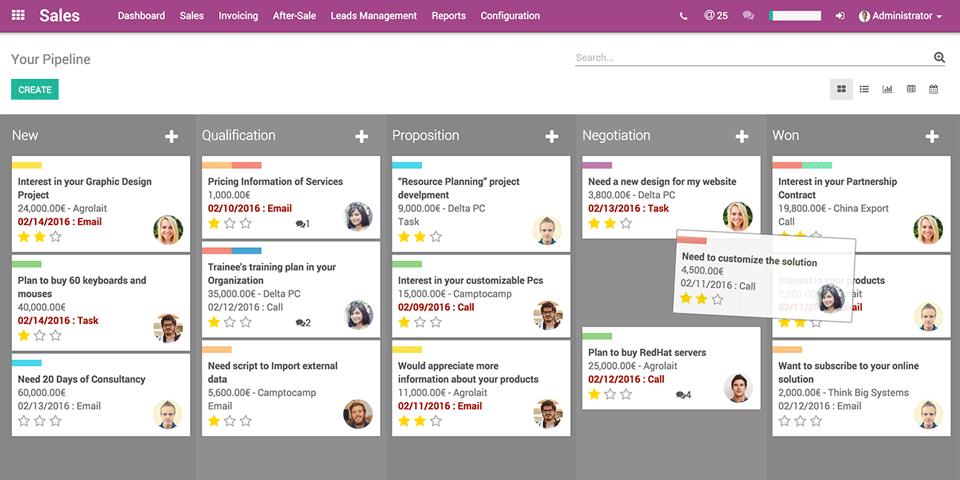 Sales
Dashboard
Sales
Invoicing
After-Sale
Leads Management
Reports
Configuration
@ 25
Administrator
Your Pipeline
Search...
CREATE
New
Interest in your Graphic Design
Project
24,000.00€ - Agrolait
02/14/2016 : Email
Plan to buy 60 keyboards and
mouses
40,000.00€
02/14/2016 : Task
Need 20 Days of Consultancy
60,000.00€
02/13/2016 : Email
Qualification
Pricing Information of Services
1,000.00€
02/10/2016 : Email
1
Trainee's training plan in your
Organization
35,000.00€ - Delta PC
02/12/2016 : Call
2
Need script to Import external
data
5,600.00€ - Camptocamp
Email
Proposition
“Resource Planning” project
develpment
9,000.00€ - Delta PC
Task
Interest in your customizable Pcs
15,000.00€ - Camptocamp
02/09/2016 : Call
Would appreciate more
information about your products
11,000.00€ - Agrolait
02/11/2016 : Email
Negotiation
Need a new design for my website
3,800.00€ - Delta PC
02/13/2016 : Task
Need to customize the solution
4,500.00€
02/11/2016 : Call
Plan to buy RedHat servers
25,000.00€ - Agrolait
02/12/2016 : Call
4
Won
Interest in your Partnership
Contract
19,800.00€ - China Export
Call
Interest in your products
2,000.00€
02/11/2016
Want to subscribe to your online
solution
2,000.00€ - Think Big Systems
02/12/2016 : Email